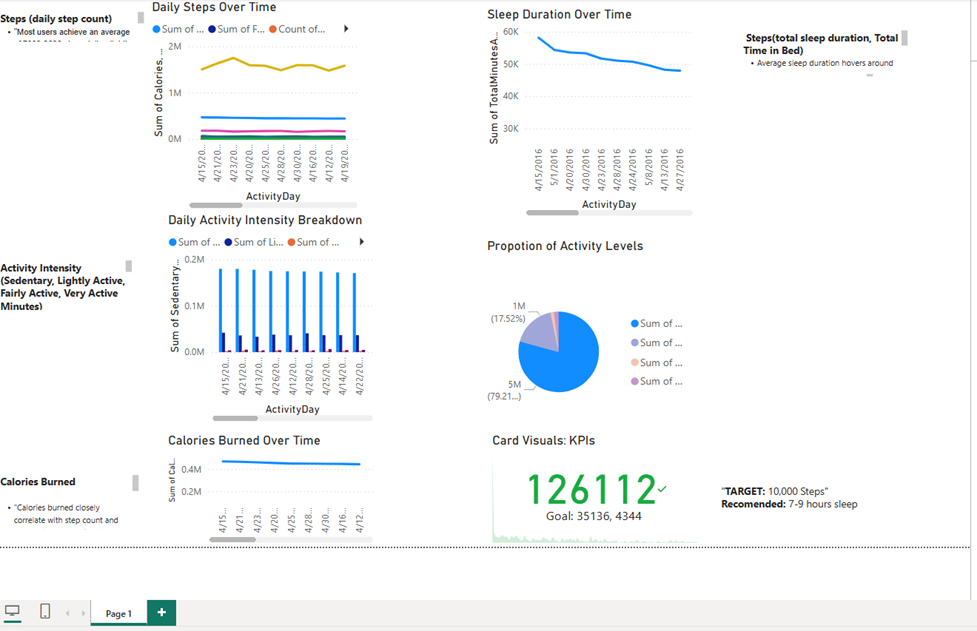 Steps (daily step count)
• "Most users achieve an average
Daily Steps Over Time
Sum of ... Sum of F... Count of...
Sum of Calories, ...
2M
1M
0M
4/15/20...
4/21/20...
4/23/20...
4/20/20...
4/25/20...
4/28/20...
4/30/20...
4/16/20...
4/12/20...
4/19/20...
ActivityDay
Sleep Duration Over Time
Sum of TotalMinutesA...
60K
50K
40K
30K
4/15/2016
5/1/2016
4/20/2016
4/30/2016
4/23/2016
4/28/2016
4/24/2016
5/8/2016
4/13/2016
4/27/2016
ActivityDay
Steps(total sleep duration, Total
Time in Bed)
• Average sleep duration hovers around
Activity Intensity
(Sedentary, Lightly Active,
Fairly Active, Very Active
Minutes)
Daily Activity Intensity Breakdown
Sum of ... Sum of Li... Sum of ...
Sum of Sedentary...
0.2M
0.1M
0.0M
4/15/20...
4/21/20...
4/13/20...
4/26/20...
4/12/20...
4/28/20...
4/25/20...
4/14/20...
4/22/20...
ActivityDay
Propotion of Activity Levels
1M
(17.52%)
5M
(79.21...)
Sum of ...
Sum of ...
Sum of ...
Sum of ...
Calories Burned
• "Calories burned closely
correlate with step count and
Calories Burned Over Time
Sum of Cal...
0.4M
0.2M
4/15...
4/21...
4/23...
4/20...
4/25...
4/28...
4/30...
4/16...
4/12...
Card Visuals: KPIs
126112
Goal: 35136, 4344
"TARGET: 10,000 Steps"
Recomended: 7-9 hours sleep
Page 1